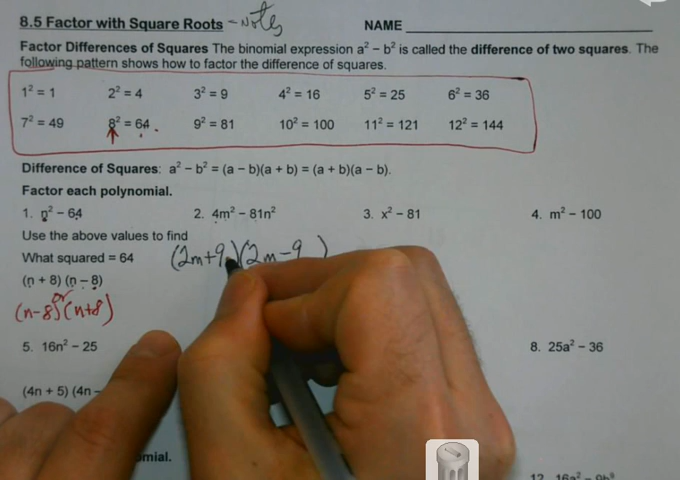 8.5 Factor with Square Roots - Notes NAME
Factor Differences of Squares The binomial expression a² – b² is called the difference of two squares. The
following pattern shows how to factor the difference of squares.
1² = 1 2² = 4 3² = 9 4² = 16 5² = 25 6² = 36
7² = 49 8² = 64 9² = 81 10² = 100 11² = 121 12² = 144
Difference of Squares: a² – b² = (a – b)(a + b) = (a + b)(a – b).
Factor each polynomial.
1. n² – 64 2. 4m² – 81n² 3. x² – 81 4. m² – 100
Use the above values to find
What squared = 64 (2m+9 )(2m-9 )
(n + 8) (n – 8)
or
(n-8) (n+8)
5. 16n² – 25 8. 25a² – 36
(4n + 5) (4n –
12. 16a²